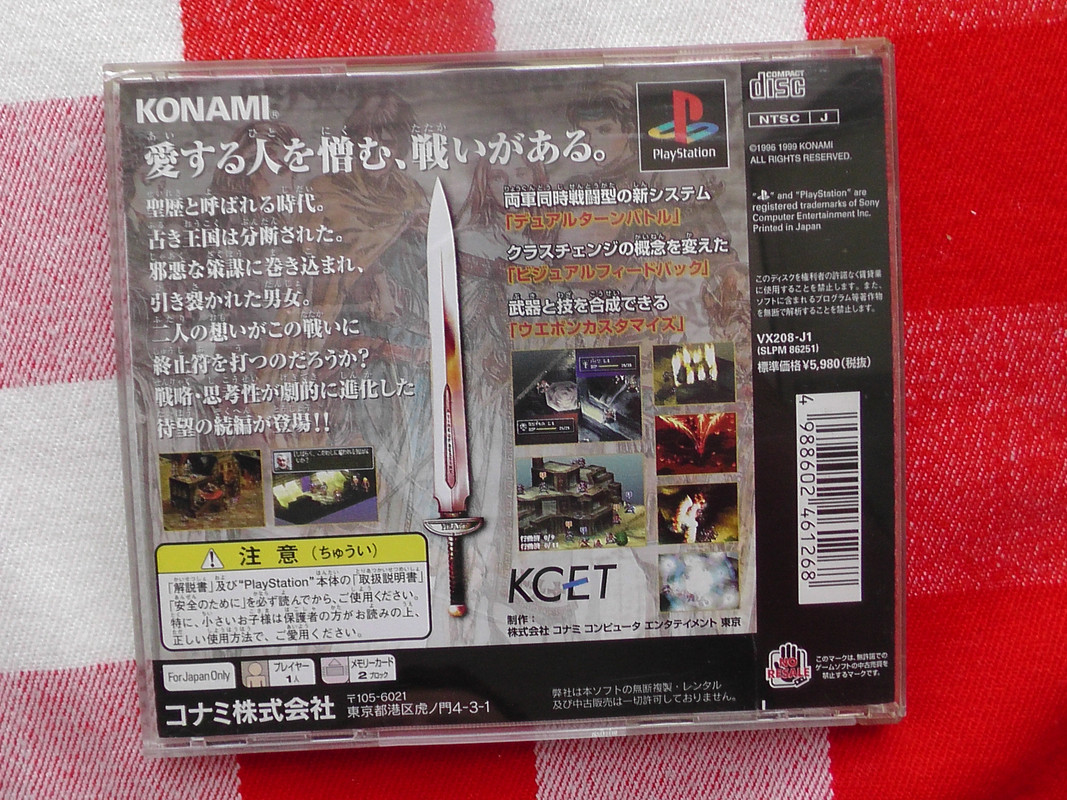 KONAMI®
愛する人を憎む、戦いがある。
聖歴と呼ばれる時代。
古き王国は分断された。
邪悪な策謀に巻き込まれ、
引き裂かれた男女。
二人の想いがこの戦いに
終止符を打つのだろうか?
戦略・思考性が劇的に進化した
待望の続編が登場!!
PlayStation
両軍同時戦闘型の新システム
「デュアルターンバトル」
クラスチェンジの概念を変えた
「ビジュアルフィードバック」
武器と技を合成できる
「ウエポンカスタマイズ」
KCET
制作:
株式会社 コナミ コンピュータ エンタテイメント 東京
注意(ちゅうい)
「解説書」及び"PlayStation"本体の「取扱説明書」
「安全のために」を必ず読んでから、ご使用ください。
特に、小さいお子様は保護者の方がお読みの上、
正しい使用方法で、ご愛用ください。
For Japan Only
プレイヤー
1人
メモリーカード
2ブロック
コナミ株式会社
〒105-6021
東京都港区虎ノ門4-3-1
弊社は本ソフトの無断複製・レンタル
及び中古販売は一切許可しておりません。
COMPACT
disc
NTSC J
©1996 1999 KONAMI
ALL RIGHTS RESERVED.
" " and "PlayStation" are
registered trademarks of Sony
Computer Entertainment Inc.
Printed in Japan
このディスクを権利者の許諾なく賃貸業
に使用することを禁止します。また、
ソフトに含まれるプログラム等著作物
を無断で解析することを禁止します。
VX208-J1
(SLPM 86251)
標準価格¥5,980(税抜)
4 988602 461268
NO
RESALE
このマークは、無許諾での
ゲームソフトの中古売買を
禁止するマークです。